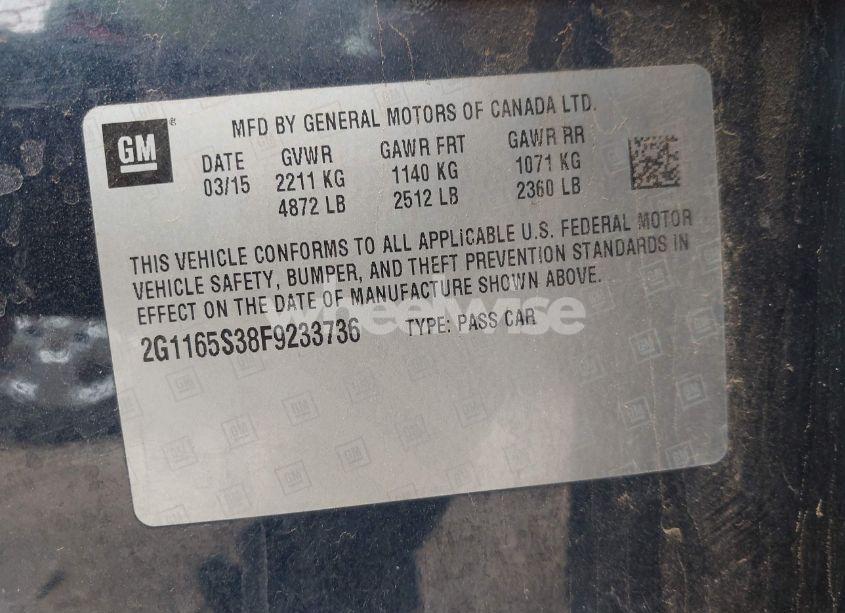 GM
MFD BY GENERAL MOTORS OF CANADA LTD.
DATE GVWR GAWR FRT GAWR RR
03/15 2211 KG 1140 KG 1071 KG
4872 LB 2512 LB 2360 LB
THIS VEHICLE CONFORMS TO ALL APPLICABLE U.S. FEDERAL MOTOR
VEHICLE SAFETY, BUMPER, AND THEFT PREVENTION STANDARDS IN
EFFECT ON THE DATE OF MANUFACTURE SHOWN ABOVE.
2G1165S38F9233736 TYPE: PASS CAR
wheelwise